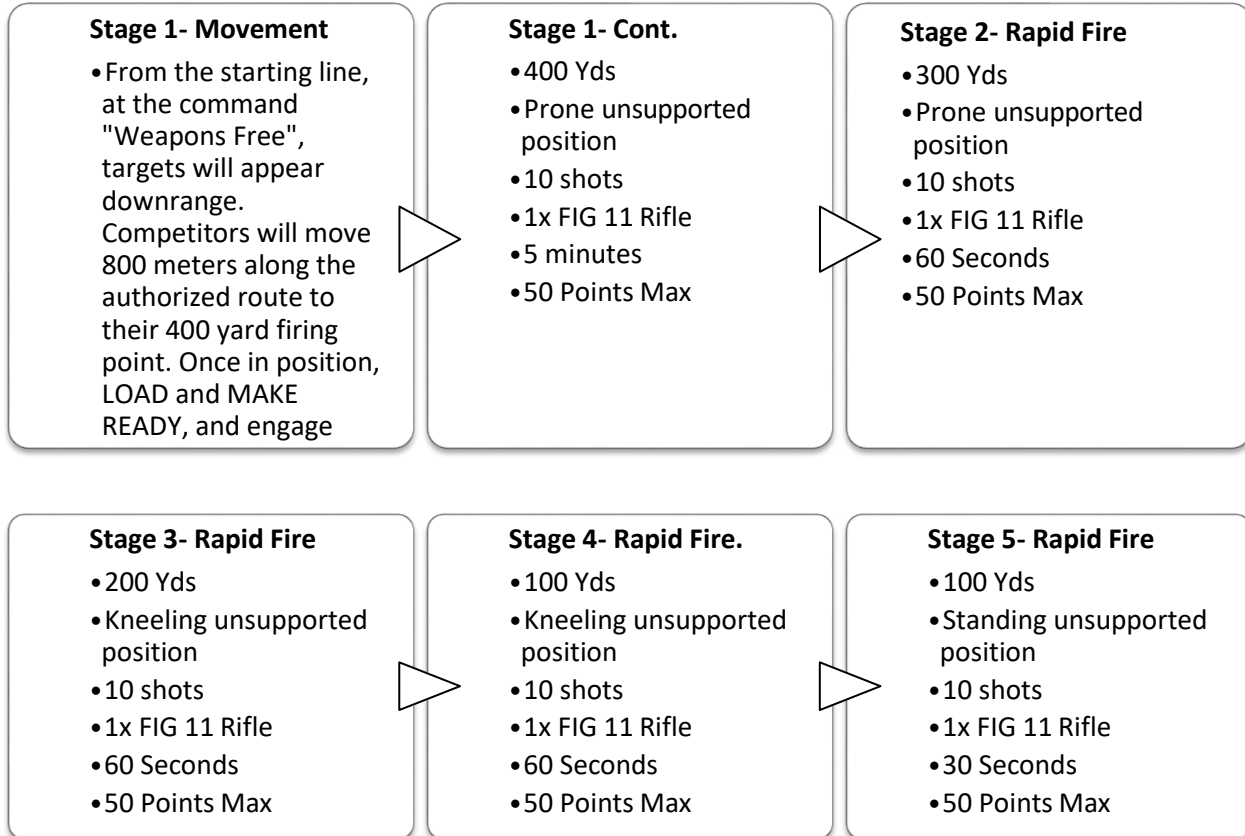 Stage 1- Movement
•From the starting line,
at the command
"Weapons Free",
targets will appear
downrange.
Competitors will move
800 meters along the
authorized route to
their 400 yard firing
point. Once in position,
LOAD and MAKE
READY, and engage
Stage 1- Cont.
•400 Yds
•Prone unsupported
position
•10 shots
•1x FIG 11 Rifle
•5 minutes
•50 Points Max
Stage 2- Rapid Fire
•300 Yds
•Prone unsupported
position
•10 shots
•1x FIG 11 Rifle
•60 Seconds
•50 Points Max
Stage 3- Rapid Fire
•200 Yds
•Kneeling unsupported
position
•10 shots
•1x FIG 11 Rifle
•60 Seconds
•50 Points Max
Stage 4- Rapid Fire.
•100 Yds
•Kneeling unsupported
position
•10 shots
•1x FIG 11 Rifle
•60 Seconds
•50 Points Max
Stage 5- Rapid Fire
•100 Yds
•Standing unsupported
position
•10 shots
•1x FIG 11 Rifle
•30 Seconds
•50 Points Max